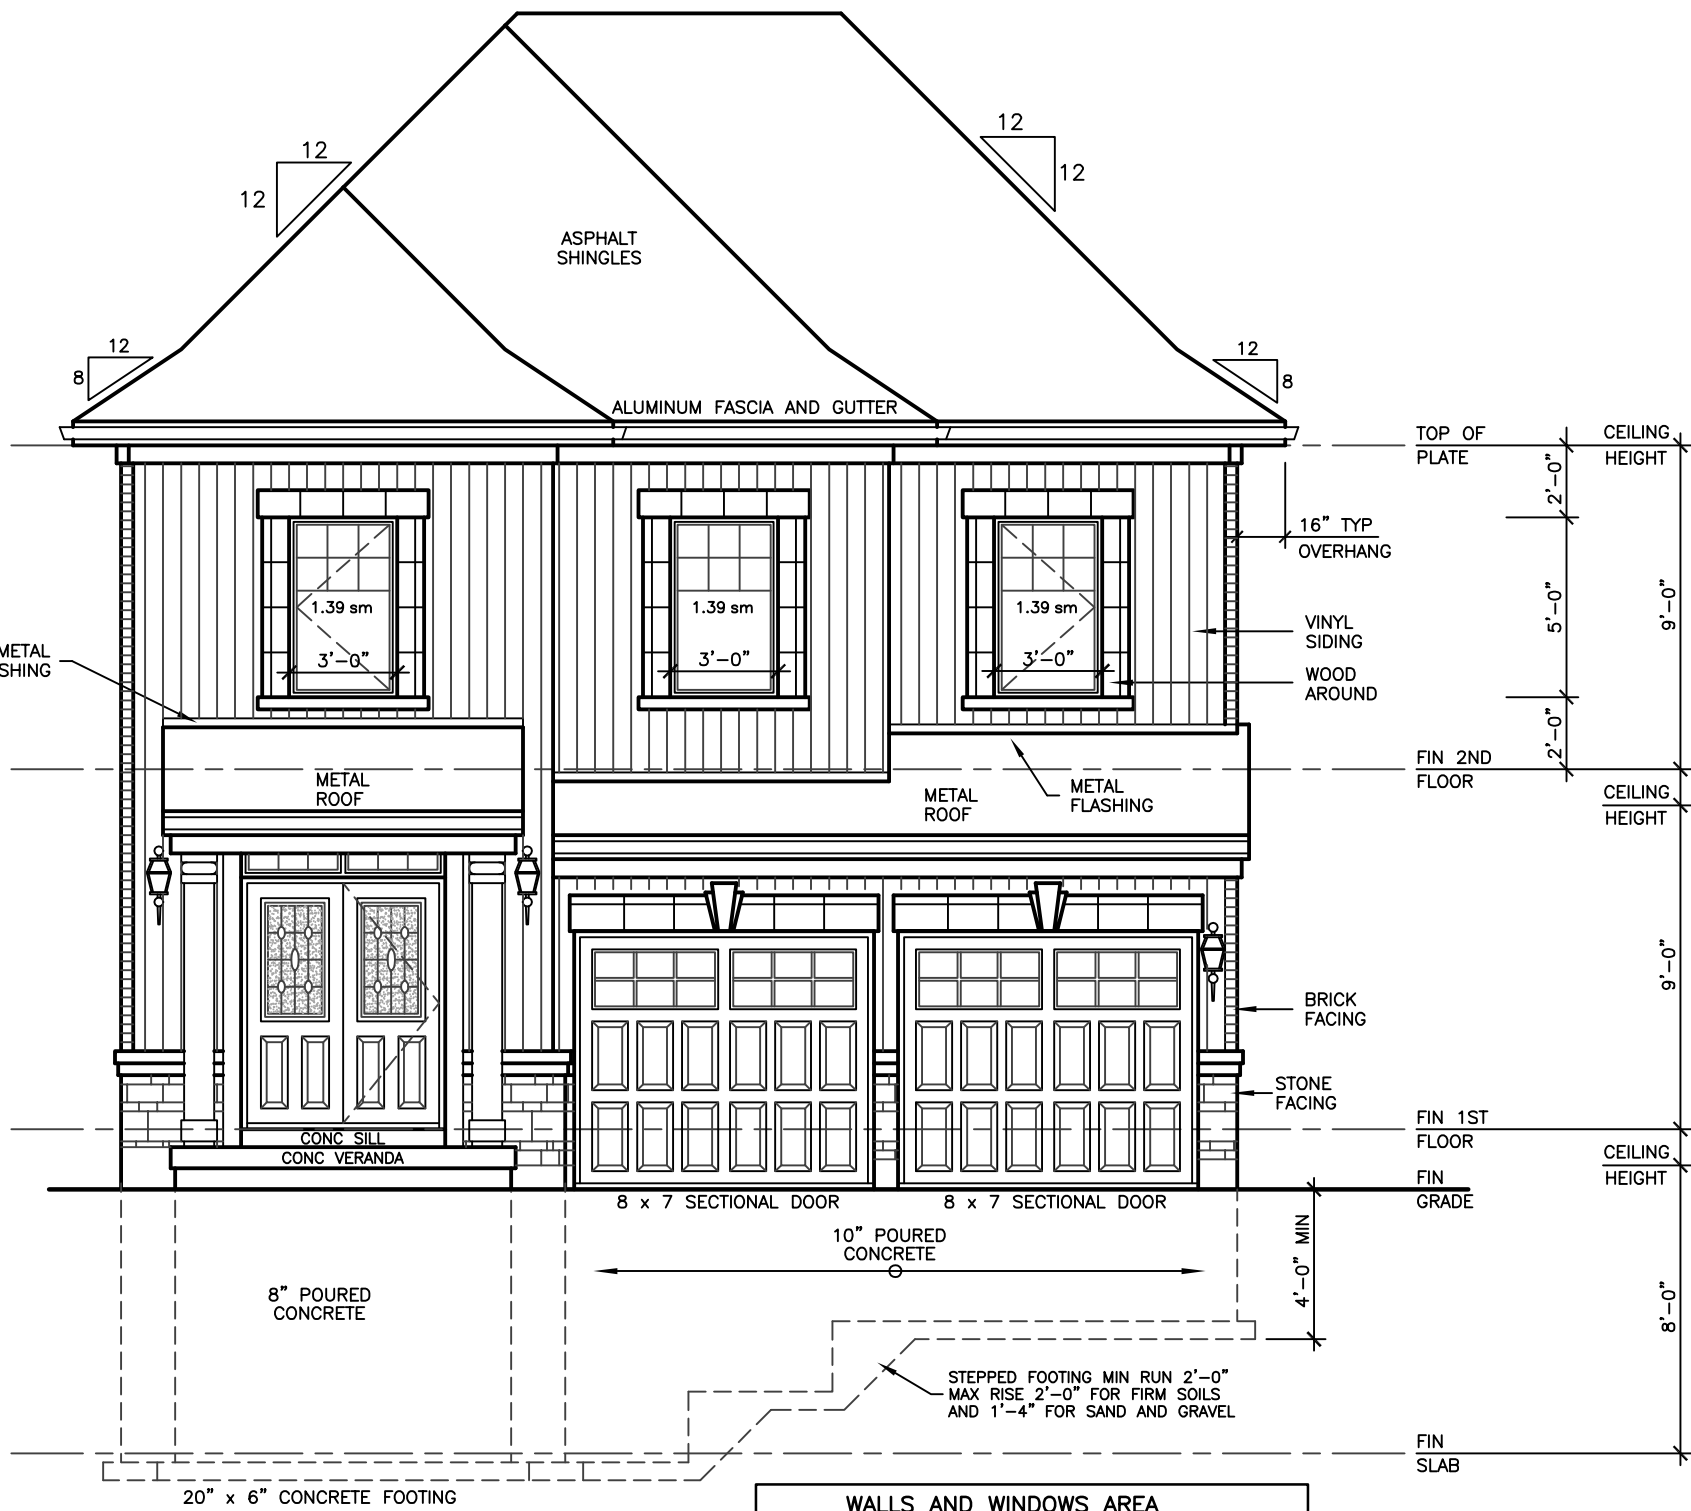 12
12
12
12
ASPHALT
SHINGLES
12
8
12
8
ALUMINUM FASCIA AND GUTTER
TOP OF
PLATE
CEILING
HEIGHT
2'-0"
16" TYP
OVERHANG
1.39 sm
1.39 sm
1.39 sm
3'-0"
3'-0"
3'-0"
5'-0"
9'-0"
VINYL
SIDING
WOOD
AROUND
METAL
SHING
2'-0"
FIN 2ND
FLOOR
METAL
ROOF
METAL
ROOF
METAL
FLASHING
CEILING
HEIGHT
9'-0"
BRICK
FACING
STONE
FACING
FIN 1ST
FLOOR
CONC SILL
CONC VERANDA
CEILING
HEIGHT
FIN
GRADE
8 x 7 SECTIONAL DOOR
8 x 7 SECTIONAL DOOR
10" POURED
CONCRETE
4'-0" MIN
8" POURED
CONCRETE
8'-0"
STEPPED FOOTING MIN RUN 2'-0"
MAX RISE 2'-0" FOR FIRM SOILS
AND 1'-4" FOR SAND AND GRAVEL
FIN
SLAB
20" x 6" CONCRETE FOOTING
WALLS AND WINDOWS AREA